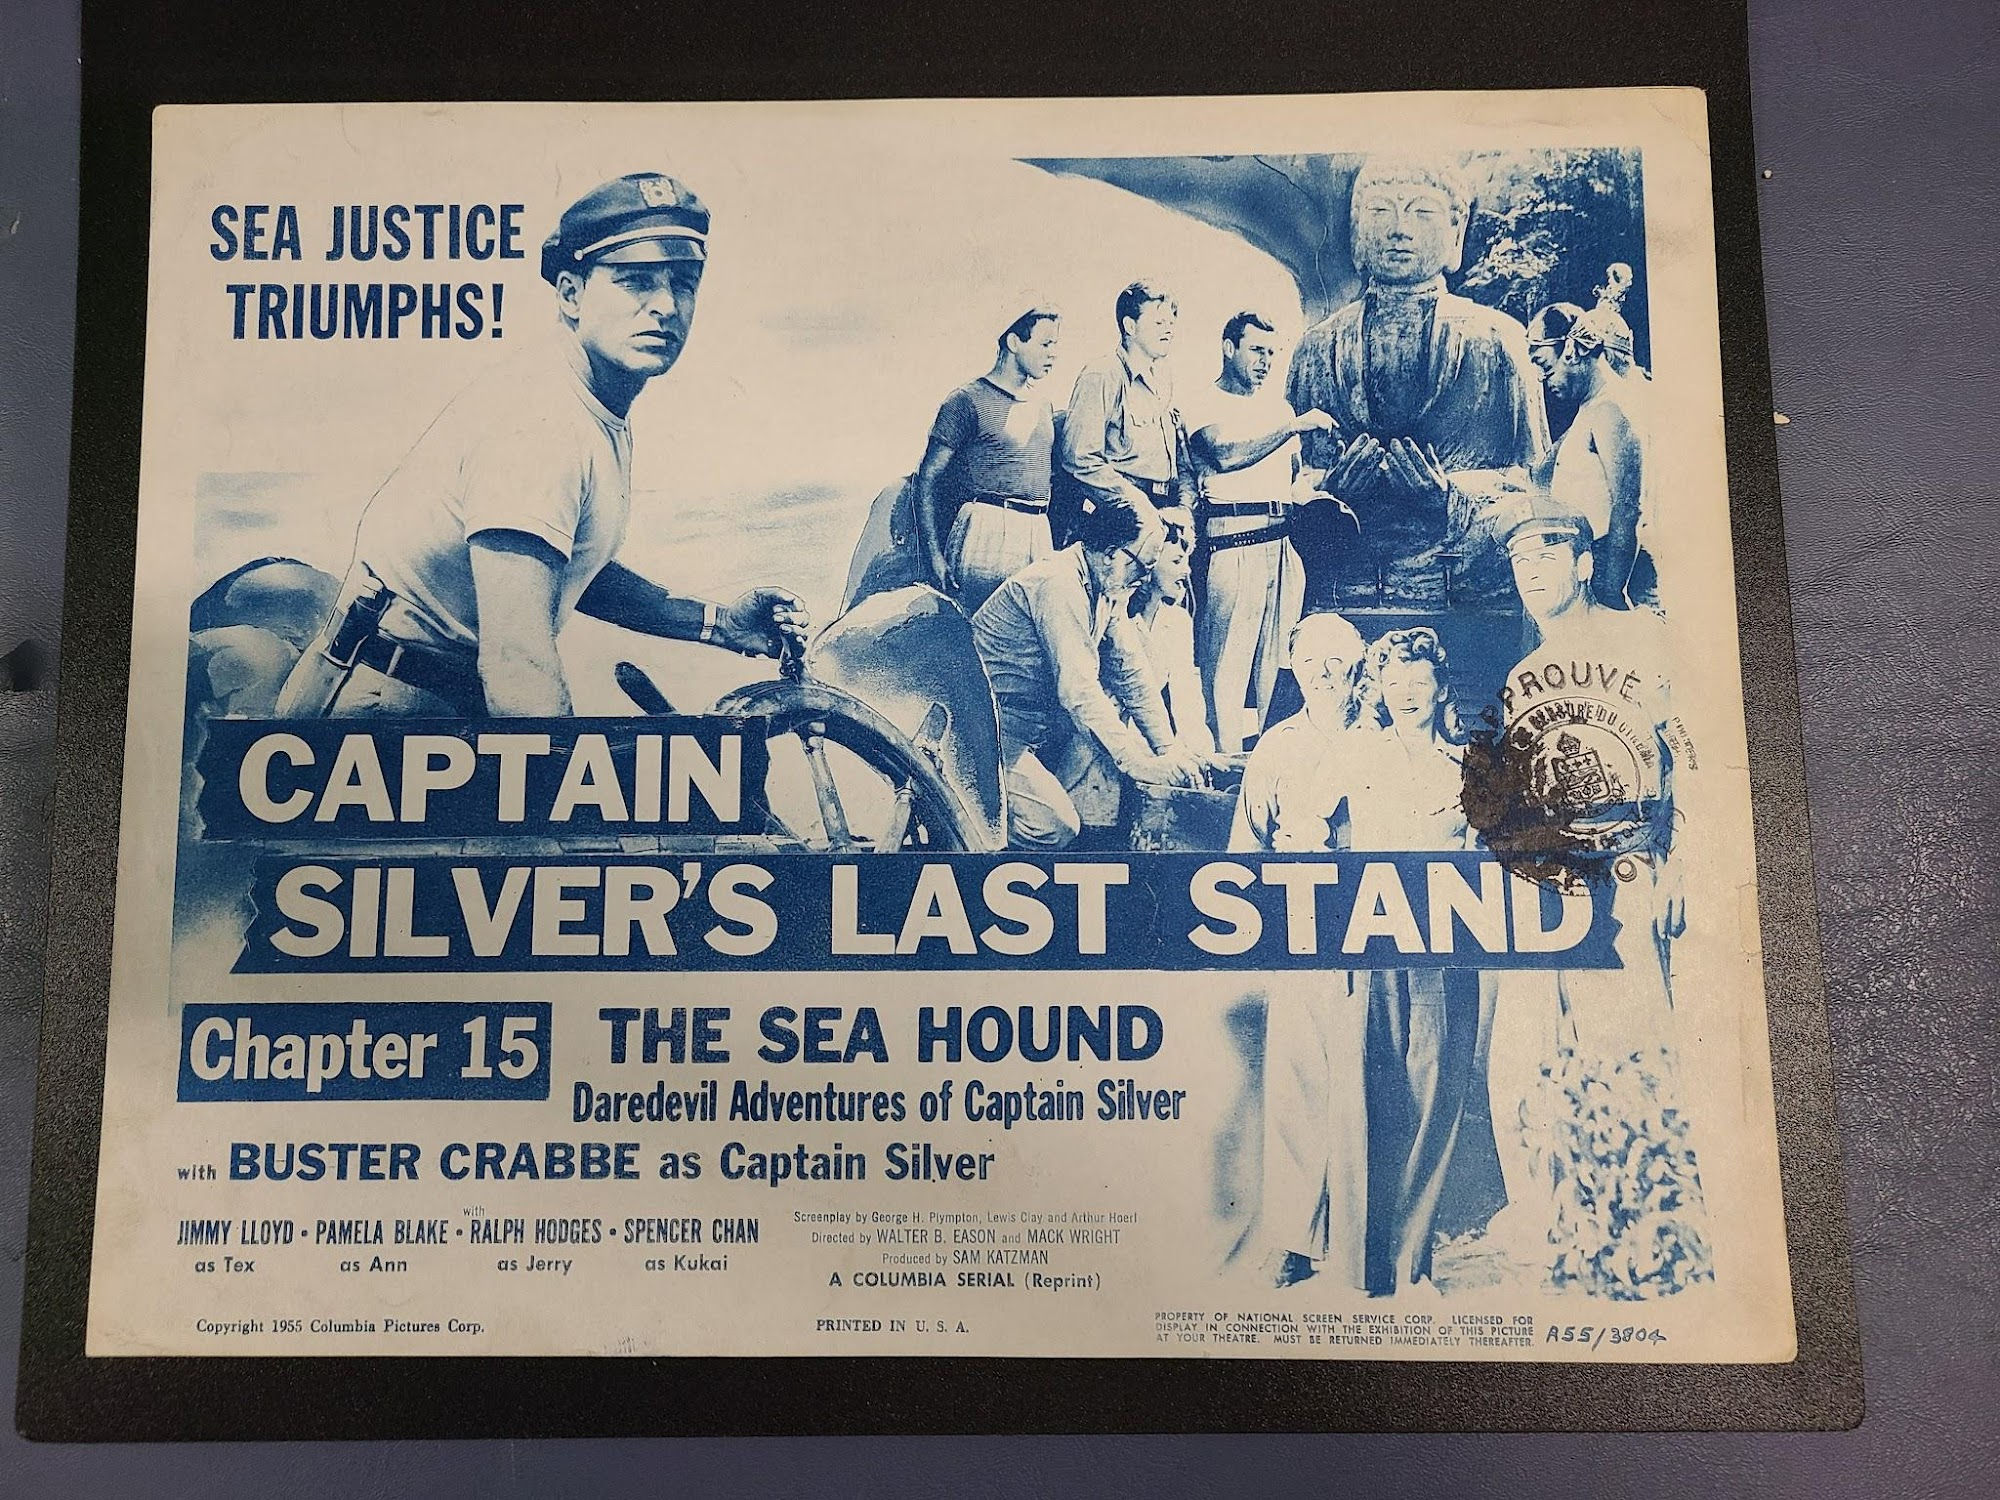 SEA JUSTICE
TRIUMPHS!
CAPTAIN
SILVER'S LAST STAND
Chapter 15
THE SEA HOUND
Daredevil Adventures of Captain Silver
with BUSTER CRABBE as Captain Silver
with
JIMMY LLOYD • PAMELA BLAKE • RALPH HODGES • SPENCER CHAN
as Tex as Ann as Jerry as Kukai
Screenplay by George H. Plympton, Lewis Clay and Arthur Hoerl
Directed by WALTER B. EASON and MACK WRIGHT
Produced by SAM KATZMAN
A COLUMBIA SERIAL (Reprint)
Copyright 1955 Columbia Pictures Corp.
PRINTED IN U. S. A.
PROPERTY OF NATIONAL SCREEN SERVICE CORP. LICENSED FOR
DISPLAY IN CONNECTION WITH THE EXHIBITION OF THIS PICTURE
AT YOUR THEATRE. MUST BE RETURNED IMMEDIATELY THEREAFTER.
R55/3804
APPROUVÉ
DU CINEMA